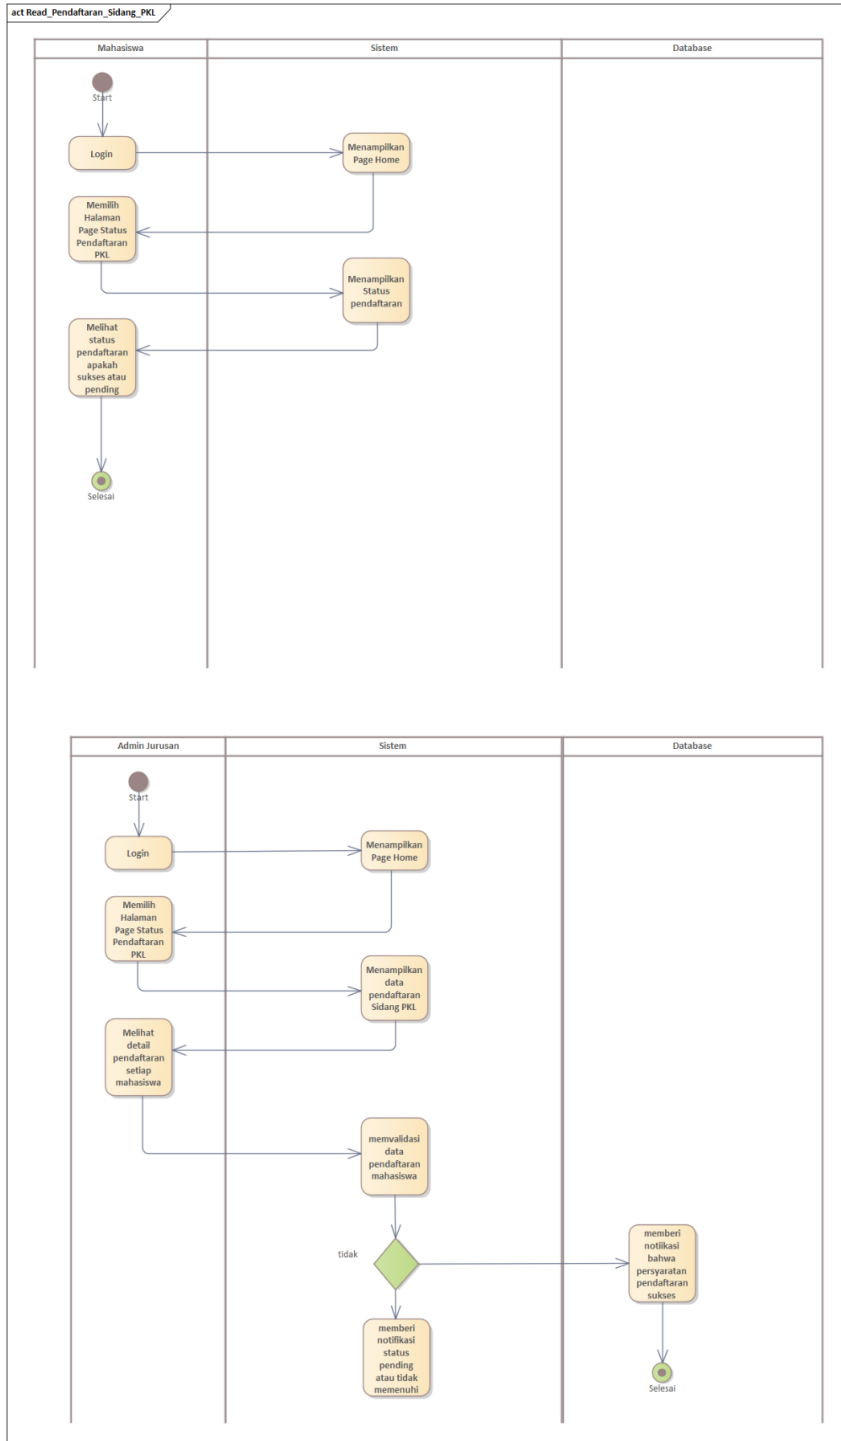 act Read_Pendaftaran_Sidang_PKL
Mahasiswa
Sistem
Database
Start
Login
Menampilkan
Page Home
Memilih
Halaman
Page Status
Pendaftaran
PKL
Menampilkan
Status
pendaftaran
Melihat
status
pendaftaran
apakah
sukses atau
pending
Selesai
Admin Jurusan
Sistem
Database
Start
Login
Menampilkan
Page Home
Memilih
Halaman
Page Status
Pendaftaran
PKL
Menampilkan
data
pendaftaran
Sidang PKL
Melihat
detail
pendaftaran
setiap
mahasiswa
memvalidasi
data
pendaftaran
mahasiswa
tidak
memberi
notiikasi
bahwa
persyaratan
pendaftaran
sukses
memberi
notifikasi
status
pending
atau tidak
memenuhi
Selesai